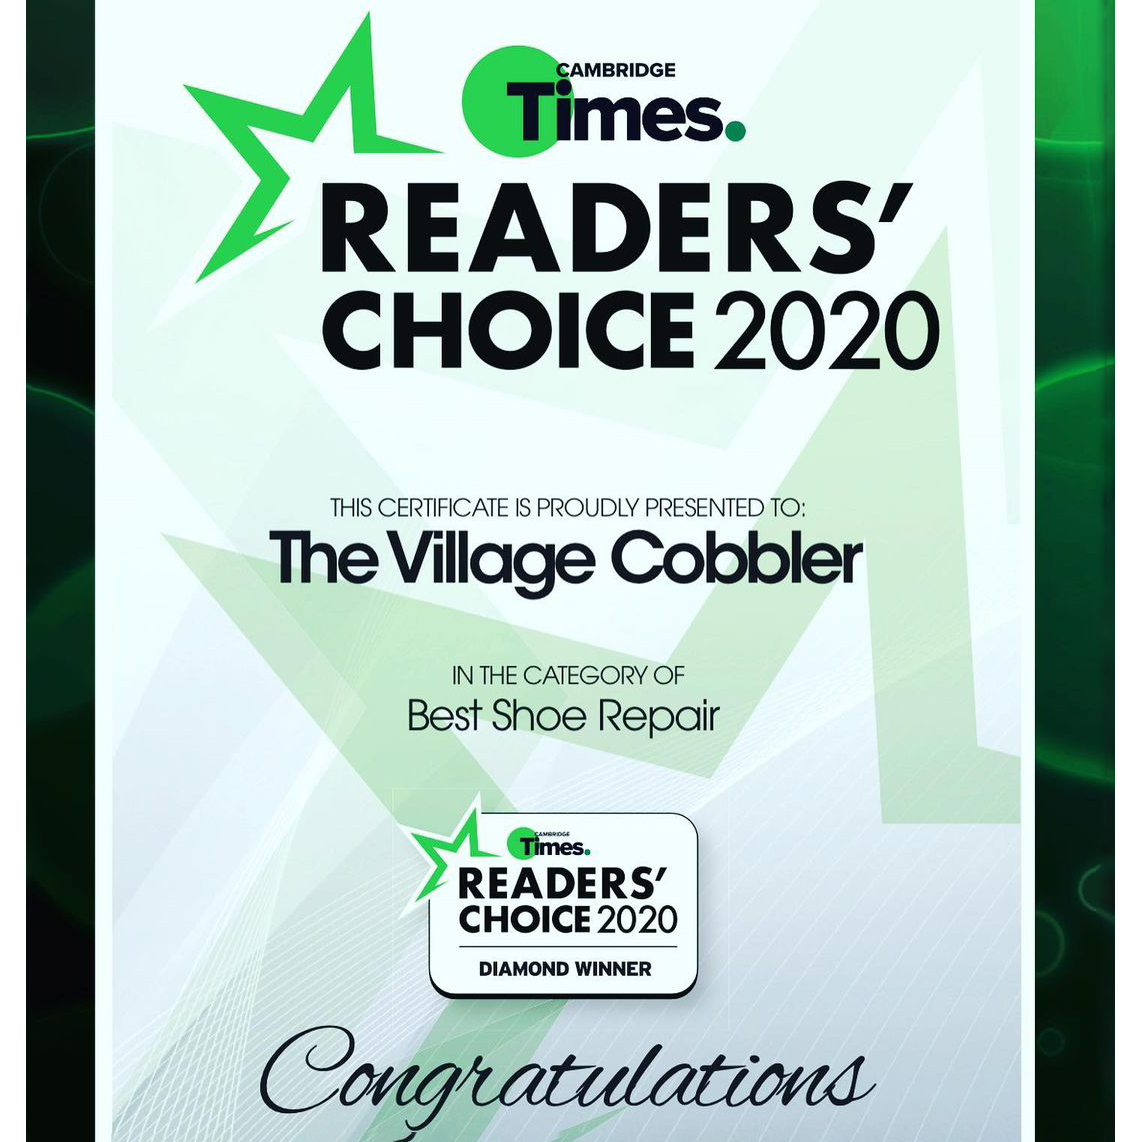 CAMBRIDGE
Times.
READERS'
CHOICE 2020
THIS CERTIFICATE IS PROUDLY PRESENTED TO:
The Village Cobbler
IN THE CATEGORY OF
Best Shoe Repair
CAMBRIDGE
Times.
READERS'
CHOICE 2020
DIAMOND WINNER
Congratulations